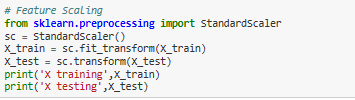 # Feature Scaling
from sklearn.preprocessing import StandardScaler
sc = StandardScaler()
X_train = sc.fit_transform(X_train)
X_test = sc.transform(X_test)
print('X training',X_train)
print('X testing',X_test)